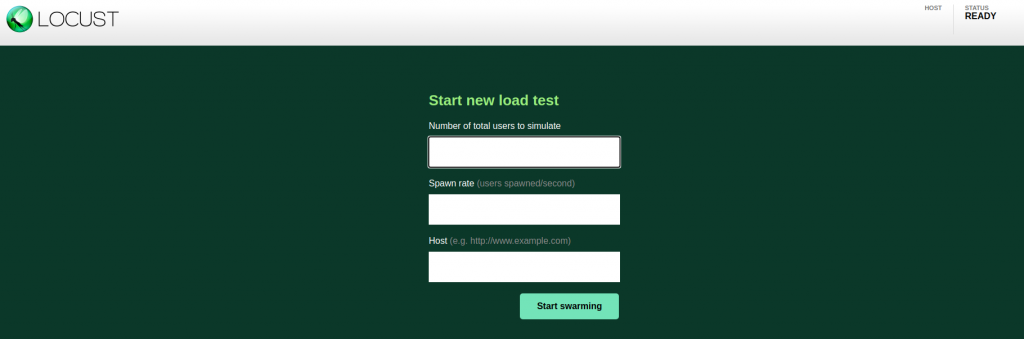 LOCUST
HOST
STATUS
READY
Start new load test
Number of total users to simulate
Spawn rate (users spawned/second)
Host (e.g. http://www.example.com)
Start swarming